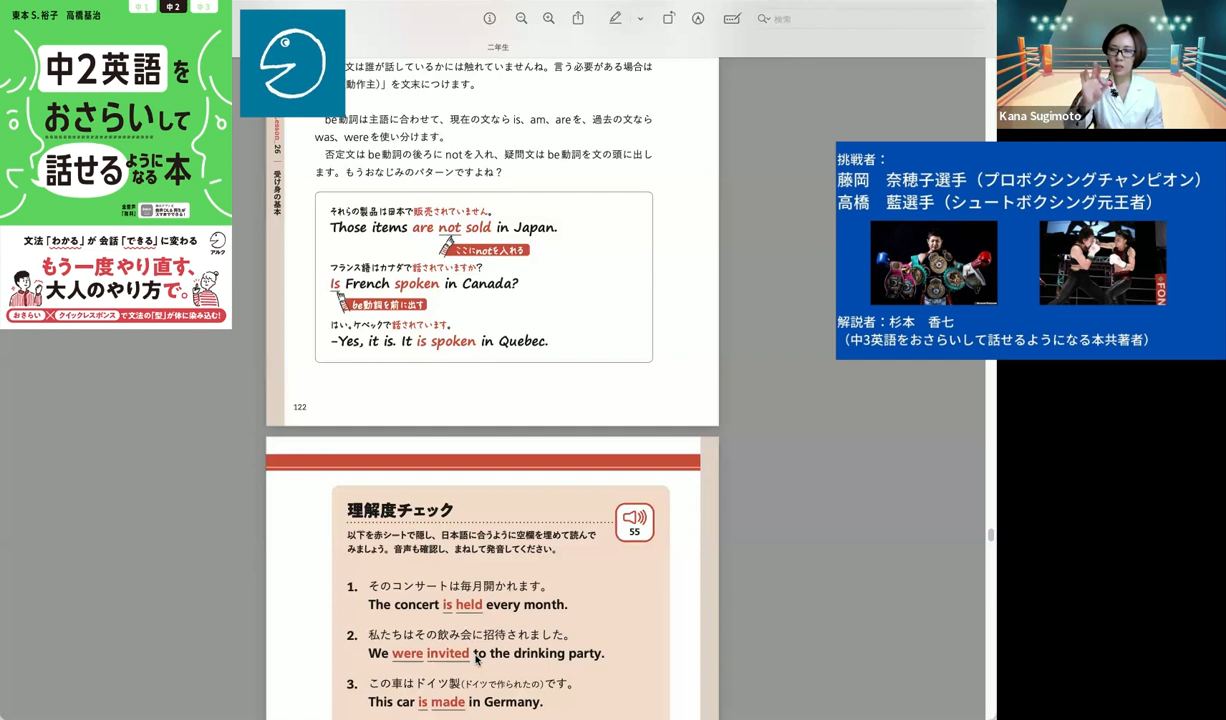 東本S.裕子 高橋基治
中1 中2 中3
中2英語を
おさらいして
話せるようになる本
アルク
文法「わかる」が会話「できる」に変わる
もう一度やり直す、
大人のやり方で。
おさらい×クイックレスポンスで文法の「型」が体に染み込む!
検索
二年生
文は誰が話しているかには触れていませんね。言う必要がある場合は
動作主)」を文末につけます。
be動詞は主語に合わせて、現在の文なら is、am、areを、過去の文なら
was、wereを使い分けます。
否定文はbe動詞の後ろに notを入れ、疑問文はbe動詞を文の頭に出し
ます。もうおなじみのパターンですよね?
Lesson 26 受け身の基本
それらの製品は日本で販売されていません。
Those items are not sold in Japan.
ここにnotを入れる
フランス語はカナダで話されていますか?
Is French spoken in Canada?
be動詞を前に出す
はい。ケベックで話されています。
–Yes, it is. It is spoken in Quebec.
122
理解度チェック
55
以下を赤シートで隠し、日本語に合うように空欄を埋めて読んで
みましょう。音声も確認し、まねして発音してください。
1. そのコンサートは毎月開かれます。
The concert is held every month.
2. 私たちはその飲み会に招待されました。
We were invited to the drinking party.
3. この車はドイツ製(ドイツで作られたの)です。
This car is made in Germany.
Kana Sugimoto
挑戦者：
藤岡 奈穂子選手（プロボクシングチャンピオン）
高橋 藍選手（シュートボクシング元王者）
FON
解説者：杉本 香七
（中3英語をおさらいして話せるようになる本共著者）